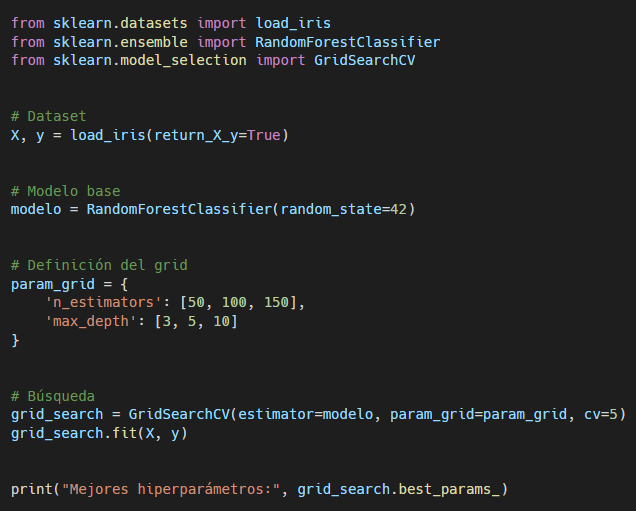 from sklearn.datasets import load_iris
from sklearn.ensemble import RandomForestClassifier
from sklearn.model_selection import GridSearchCV
# Dataset
X, y = load_iris(return_X_y=True)
# Modelo base
modelo = RandomForestClassifier(random_state=42)
# Definición del grid
param_grid = {
    'n_estimators': [50, 100, 150],
    'max_depth': [3, 5, 10]
}
# Búsqueda
grid_search = GridSearchCV(estimator=modelo, param_grid=param_grid, cv=5)
grid_search.fit(X, y)
print("Mejores hiperparámetros:", grid_search.best_params_)